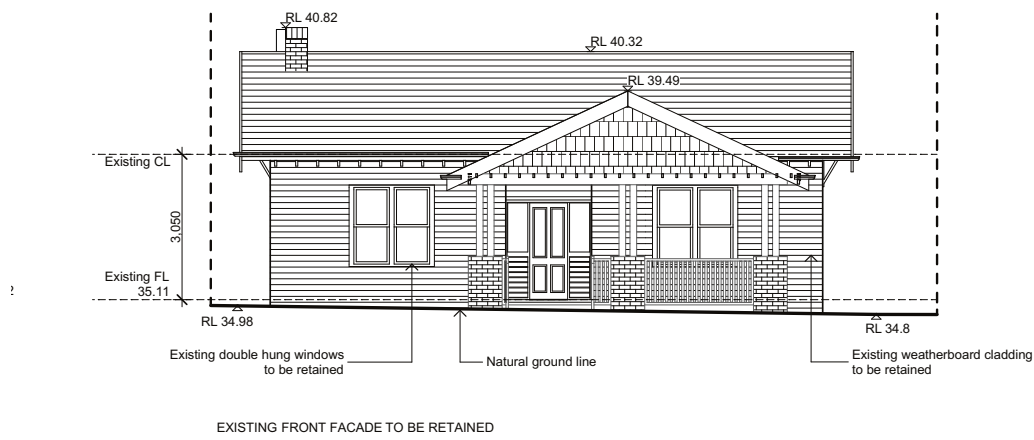 RL 40.82
RL 40.32
RL 39.49
Existing CL
3.050
Existing FL
35.11
RL 34.98
RL 34.8
Existing double hung windows
to be retained
Natural ground line
Existing weatherboard cladding
to be retained
EXISTING FRONT FACADE TO BE RETAINED